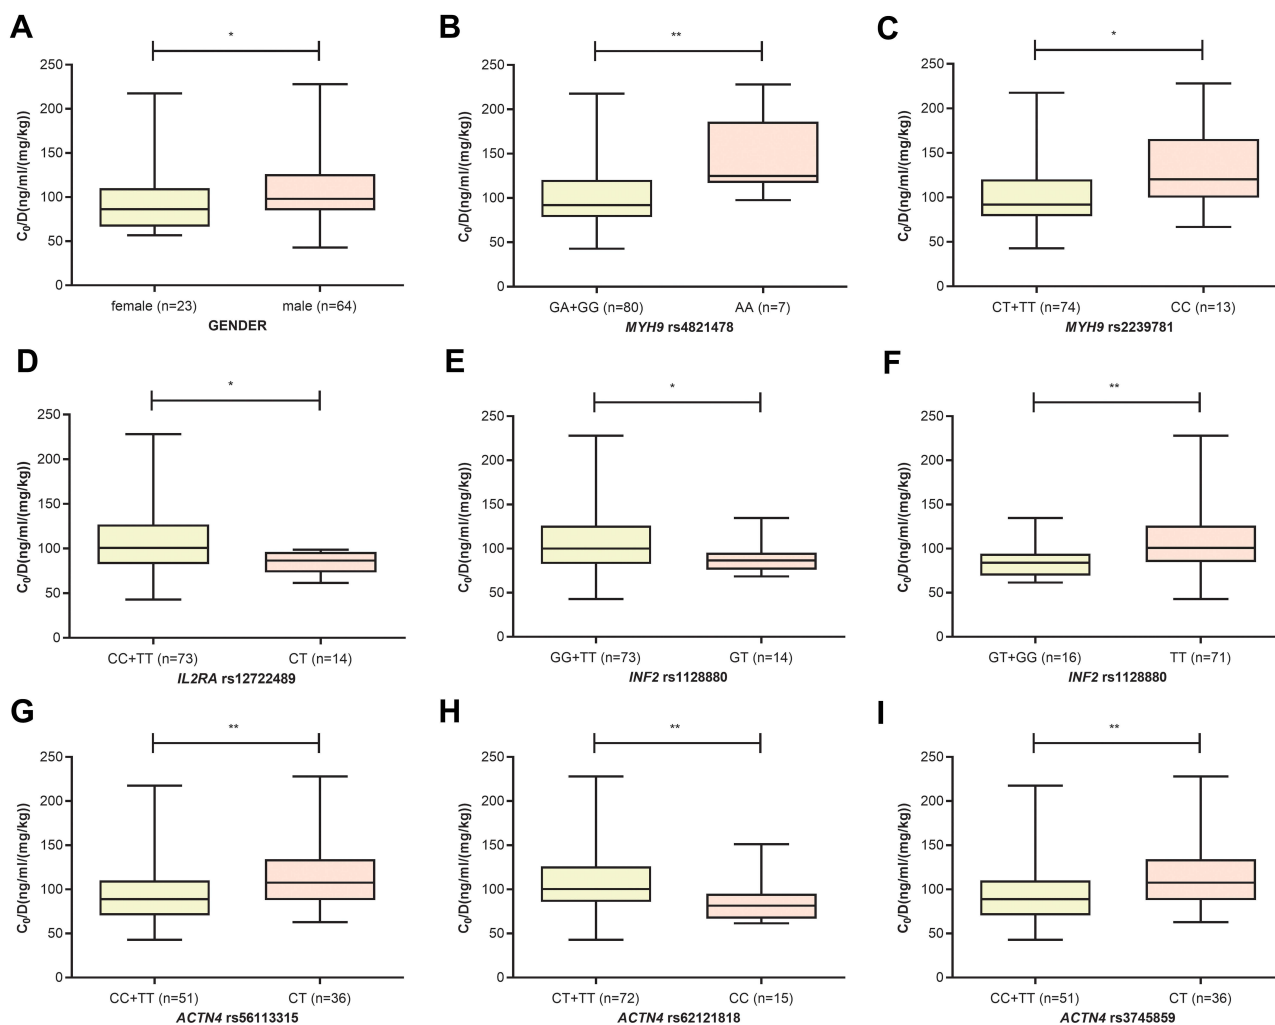 A
*
C0/D(ng/ml/(mg/kg))
250
200
150
100
50
0
female (n=23)
male (n=64)
GENDER
B
**
C0/D(ng/ml/(mg/kg))
250
200
150
100
50
0
GA+GG (n=80)
AA (n=7)
MYH9 rs4821478
C
*
C0/D(ng/ml/(mg/kg))
250
200
150
100
50
0
CT+TT (n=74)
CC (n=13)
MYH9 rs2239781
D
*
C0/D(ng/ml/(mg/kg))
250
200
150
100
50
0
CC+TT (n=73)
CT (n=14)
IL2RA rs12722489
E
*
C0/D(ng/ml/(mg/kg))
250
200
150
100
50
0
GG+TT (n=73)
GT (n=14)
INF2 rs1128880
F
**
C0/D(ng/ml/(mg/kg))
250
200
150
100
50
0
GT+GG (n=16)
TT (n=71)
INF2 rs1128880
G
**
C0/D(ng/ml/(mg/kg))
250
200
150
100
50
0
CC+TT (n=51)
CT (n=36)
ACTN4 rs56113315
H
**
C0/D(ng/ml/(mg/kg))
250
200
150
100
50
0
CT+TT (n=72)
CC (n=15)
ACTN4 rs62121818
I
**
C0/D(ng/ml/(mg/kg))
250
200
150
100
50
0
CC+TT (n=51)
CT (n=36)
ACTN4 rs3745859